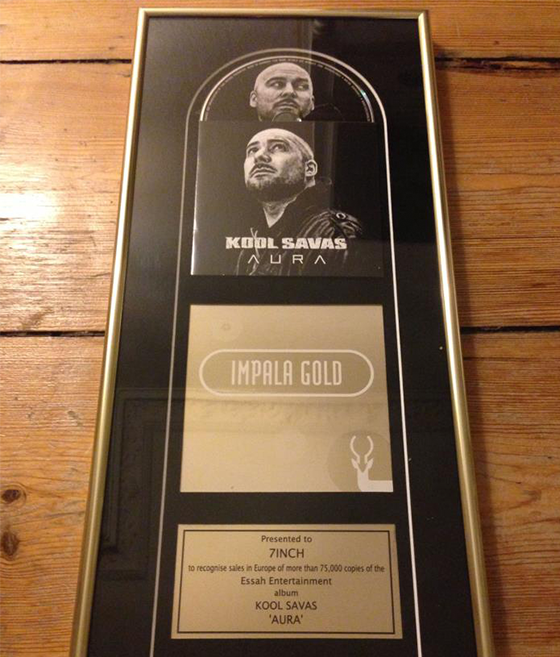 KOOL SAVAS
AURA
IMPALA GOLD
Presented to
7INCH
to recognise sales in Europe of more than 75,000 copies of the
Essah Entertainment
album
KOOL SAVAS
'AURA'